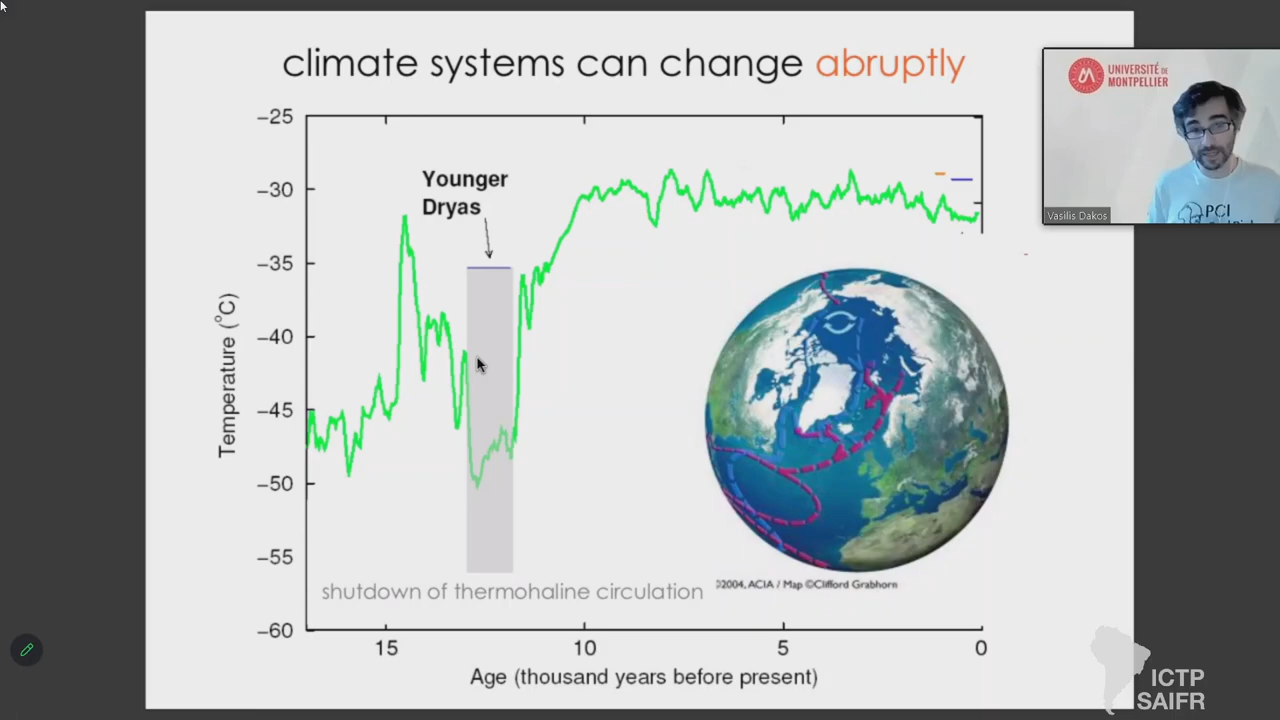 climate systems can change abruptly
UNIVERSITÉ DE
MONTPELLIER
Vasilis Dakos
PCI
Younger
Dryas
Temperature (°C)
−25
−30
−35
−40
−45
−50
−55
−60
shutdown of thermohaline circulation
©2004, ACIA / Map ©Clifford Grabhorn
15
10
5
0
Age (thousand years before present)
ICTP
SAIFR